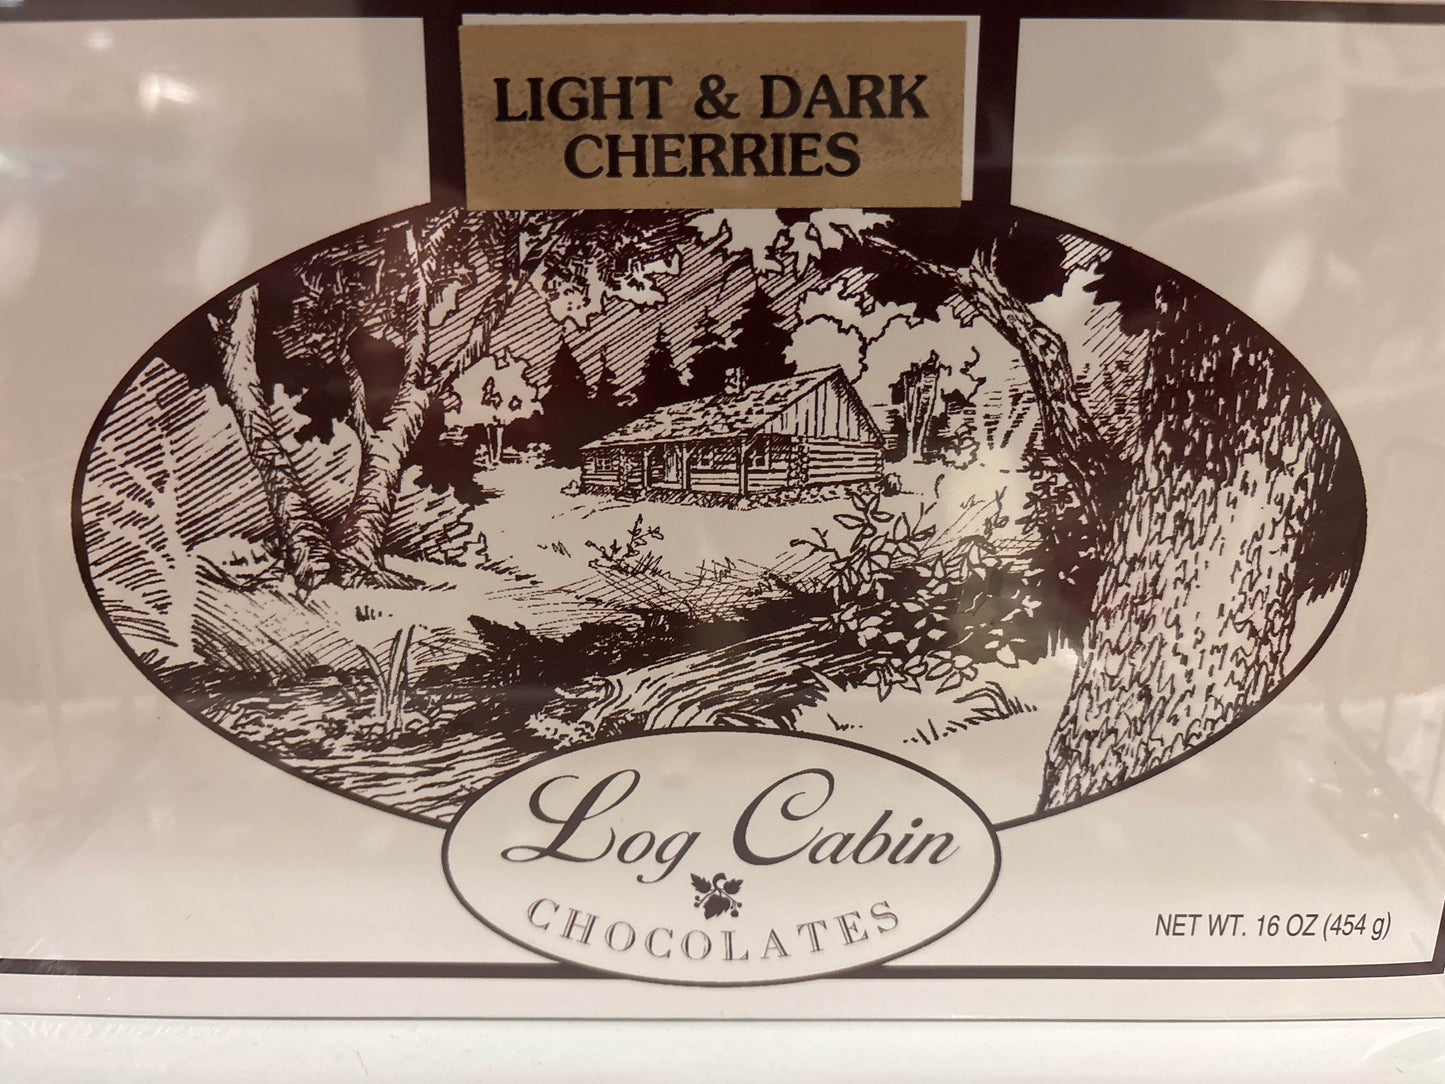 LIGHT & DARK
CHERRIES
Log Cabin
CHOCOLATES
NET WT. 16 OZ (454 g)